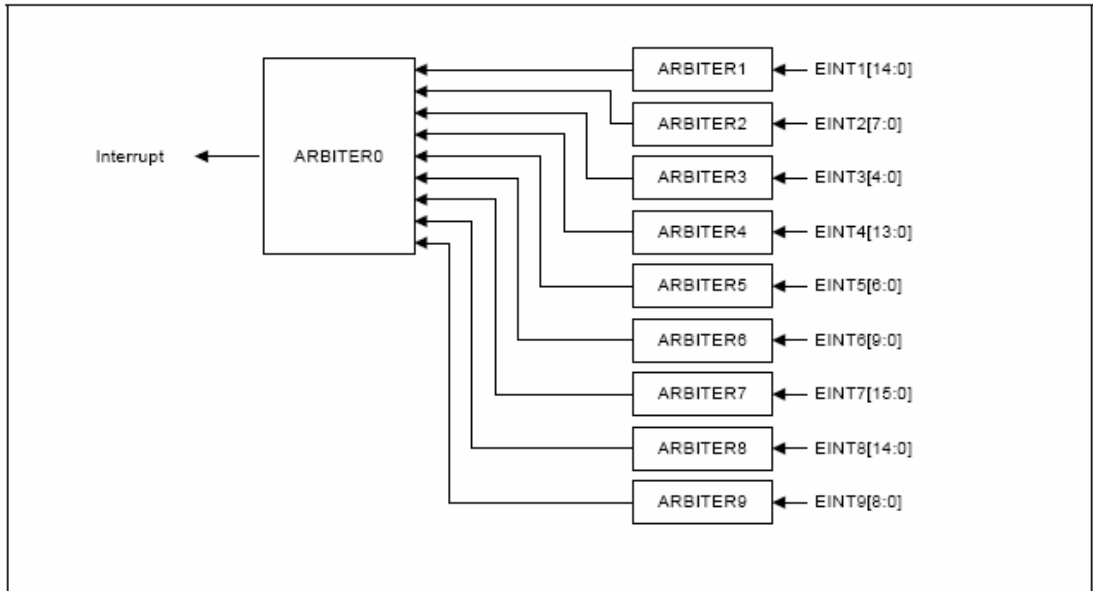 ARBITER1 EINT1[14:0]
ARBITER2 EINT2[7:0]
Interrupt ARBITER0 ARBITER3 EINT3[4:0]
ARBITER4 EINT4[13:0]
ARBITER5 EINT5[6:0]
ARBITER6 EINT6[9:0]
ARBITER7 EINT7[15:0]
ARBITER8 EINT8[14:0]
ARBITER9 EINT9[8:0]